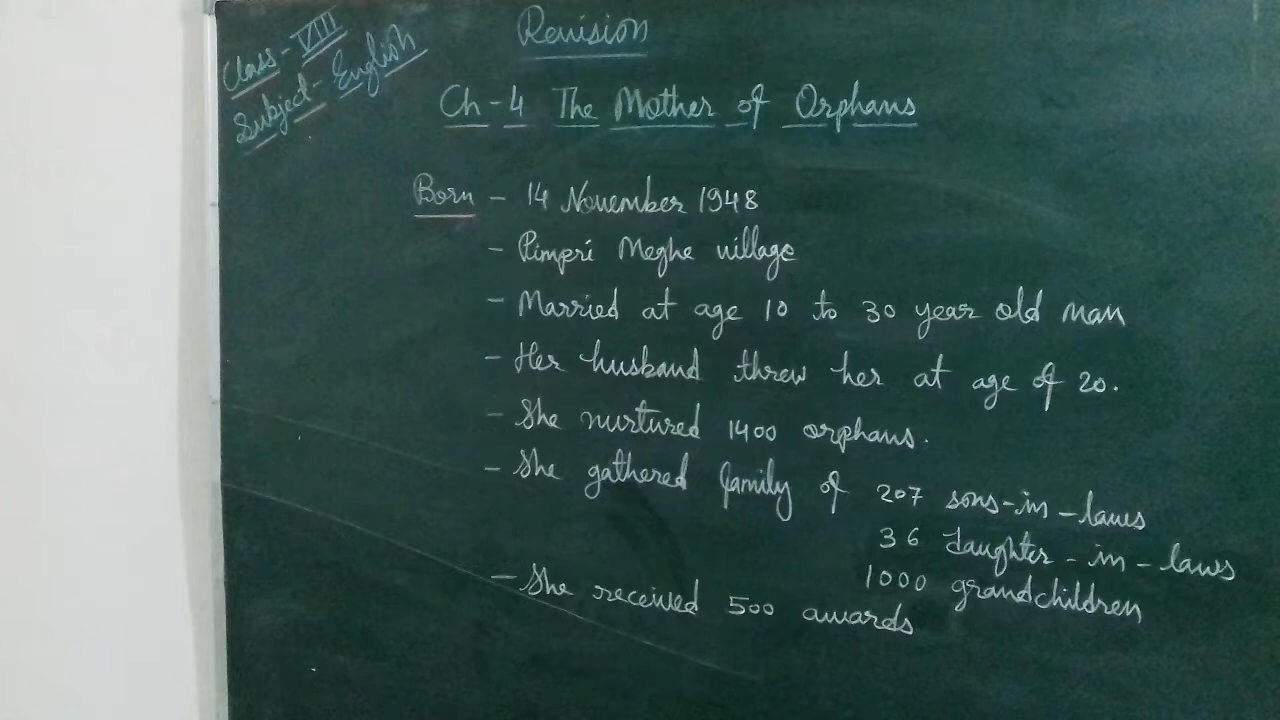 Class - VIII
Subject - English
Revision
Ch - 4 The Mother of Orphans
Born - 14 November 1948
- Pimpri Meghe village
- Married at age 10 to 30 year old man
- Her husband threw her at age of 20.
- She nurtured 1400 orphans.
- She gathered family of 207 sons-in-laws
36 daughter-in-laws
1000 grandchildren
- She received 500 awards